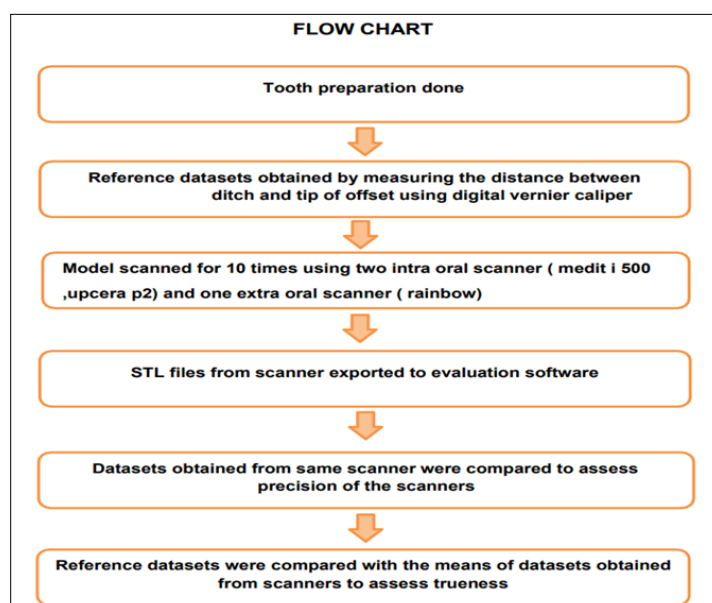 FLOW CHART
Tooth preparation done
Reference datasets obtained by measuring the distance between
ditch and tip of offset using digital vernier caliper
Model scanned for 10 times using two intra oral scanner ( medit i 500
,upcera p2) and one extra oral scanner ( rainbow)
STL files from scanner exported to evaluation software
Datasets obtained from same scanner were compared to assess
precision of the scanners
Reference datasets were compared with the means of datasets obtained
from scanners to assess trueness